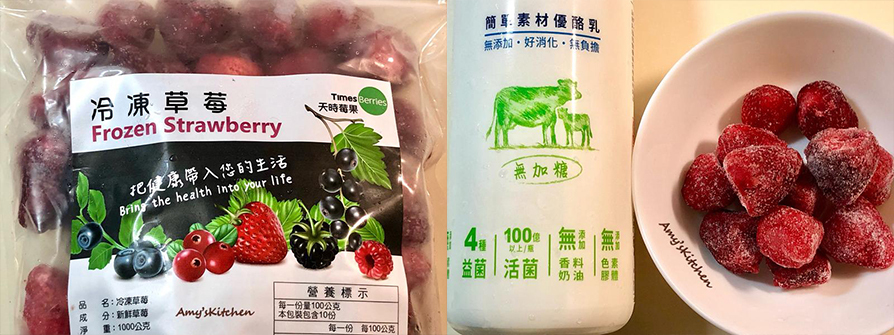 冷凍草莓
Frozen Strawberry
Times Berries
天時莓果
把健康帶入您的生活
Bring the health into your life
品名：冷凍草莓
成分：新鮮草莓
淨重：1000公克
Amy'sKitchen
營養標示
每一份量100公克
本包裝包含10份
每一份 每100公克
簡單素材優酪乳
無添加・好消化・無負擔
無加糖
4種
益菌
100億
以上/瓶
活菌
無添加
香料
奶油
無添加
色素
膠體
Amy'sKitchen